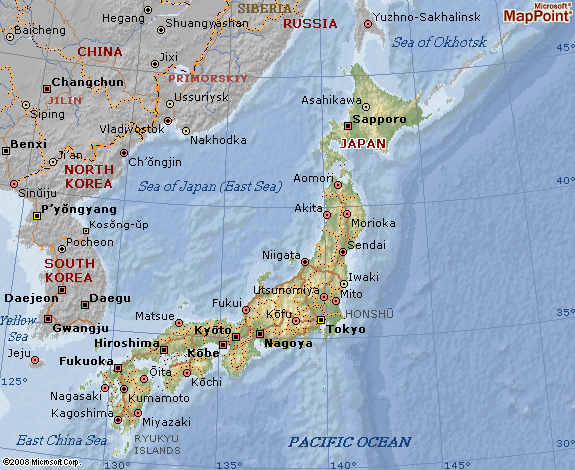 SIBERIA
Hegang
Microsoft®
MapPoint®
Yuzhno-Sakhalinsk
RUSSIA
Baicheng
Shuangyashan
Sea of Okhotsk
45°
CHINA
Jixi
PRIMORSKIY
Changchun
JILIN
Ussuriysk
Asahikawa
Siping
Sapporo
Vladivostok
Nakhodka
Benxi
JAPAN
Ji'an
Ch'ŏngjin
NORTH
KOREA
Aomori
40°
Sinŭiju
Sea of Japan (East Sea)
P'yŏngyang
Akita
Morioka
Kosŏng-ŭp
Pocheon
Sendai
Niigata
SOUTH
KOREA
Iwaki
Utsunomiya
Daejeon
Daegu
Mito
Fukui
Kōfu
HONSHŪ
35°
Yellow
Sea
Gwangju
Matsue
Kyōto
Tokyo
Hiroshima
Nagoya
Jeju
Kōbe
Fukuoka
Ōita
Kōchi
125°
Nagasaki
Kumamoto
Kagoshima
Miyazaki
East China Sea
RYUKYU
ISLANDS
PACIFIC OCEAN
30°
©2008 Microsoft Corp.
130°
135°
140°
145°